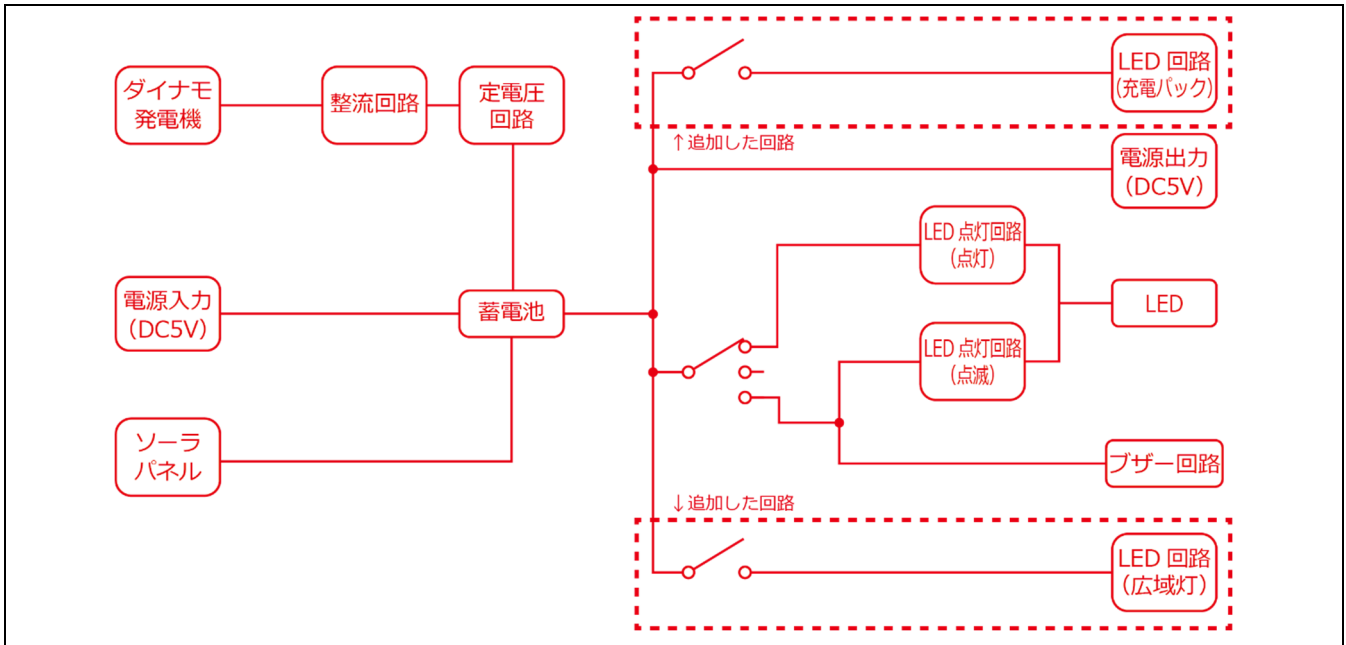 ダイナモ
発電機
整流回路
定電圧
回路
LED 回路
(充電パック)
↑追加した回路
電源出力
(DC5V)
LED 点灯回路
(点灯)
電源入力
(DC5V)
蓄電池
LED
LED 点灯回路
(点滅)
ソーラ
パネル
ブザー回路
↓追加した回路
LED 回路
(広域灯)